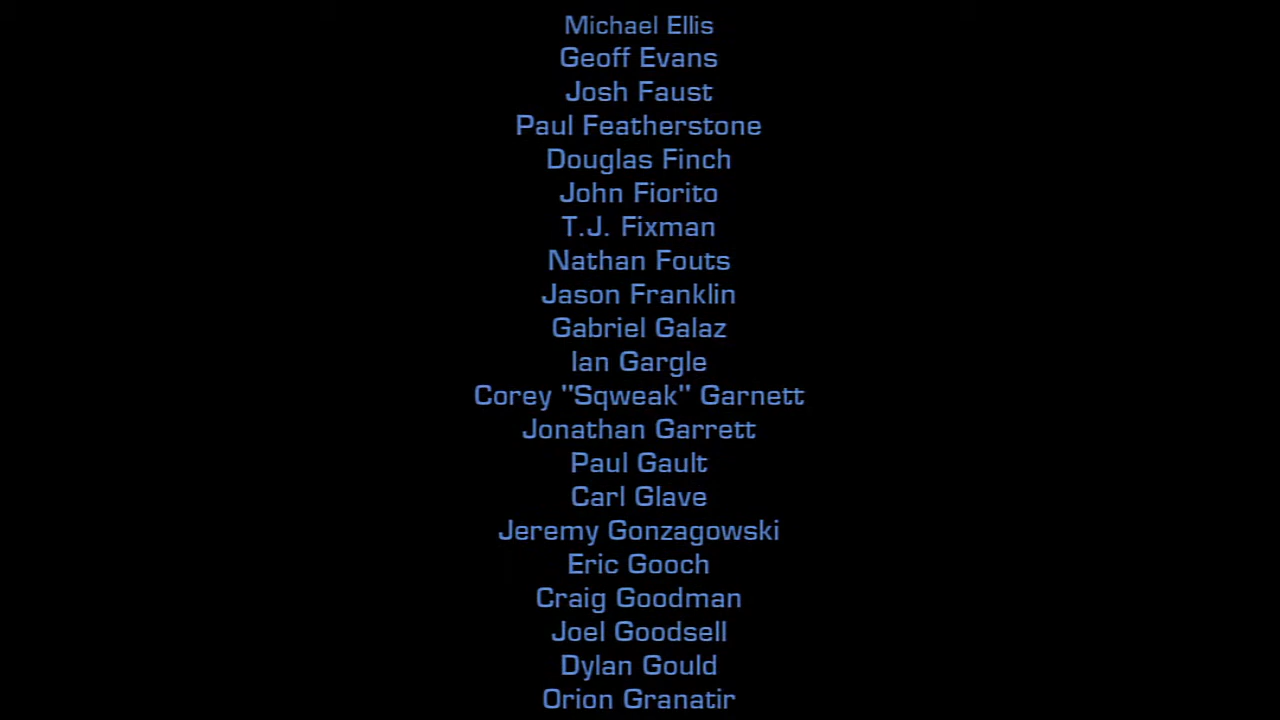 Michael Ellis
Geoff Evans
Josh Faust
Paul Featherstone
Douglas Finch
John Fiorito
T.J. Fixman
Nathan Fouts
Jason Franklin
Gabriel Galaz
Ian Gargle
Corey "Sqweak" Garnett
Jonathan Garrett
Paul Gault
Carl Glave
Jeremy Gonzagowski
Eric Gooch
Craig Goodman
Joel Goodsell
Dylan Gould
Orion Granatir